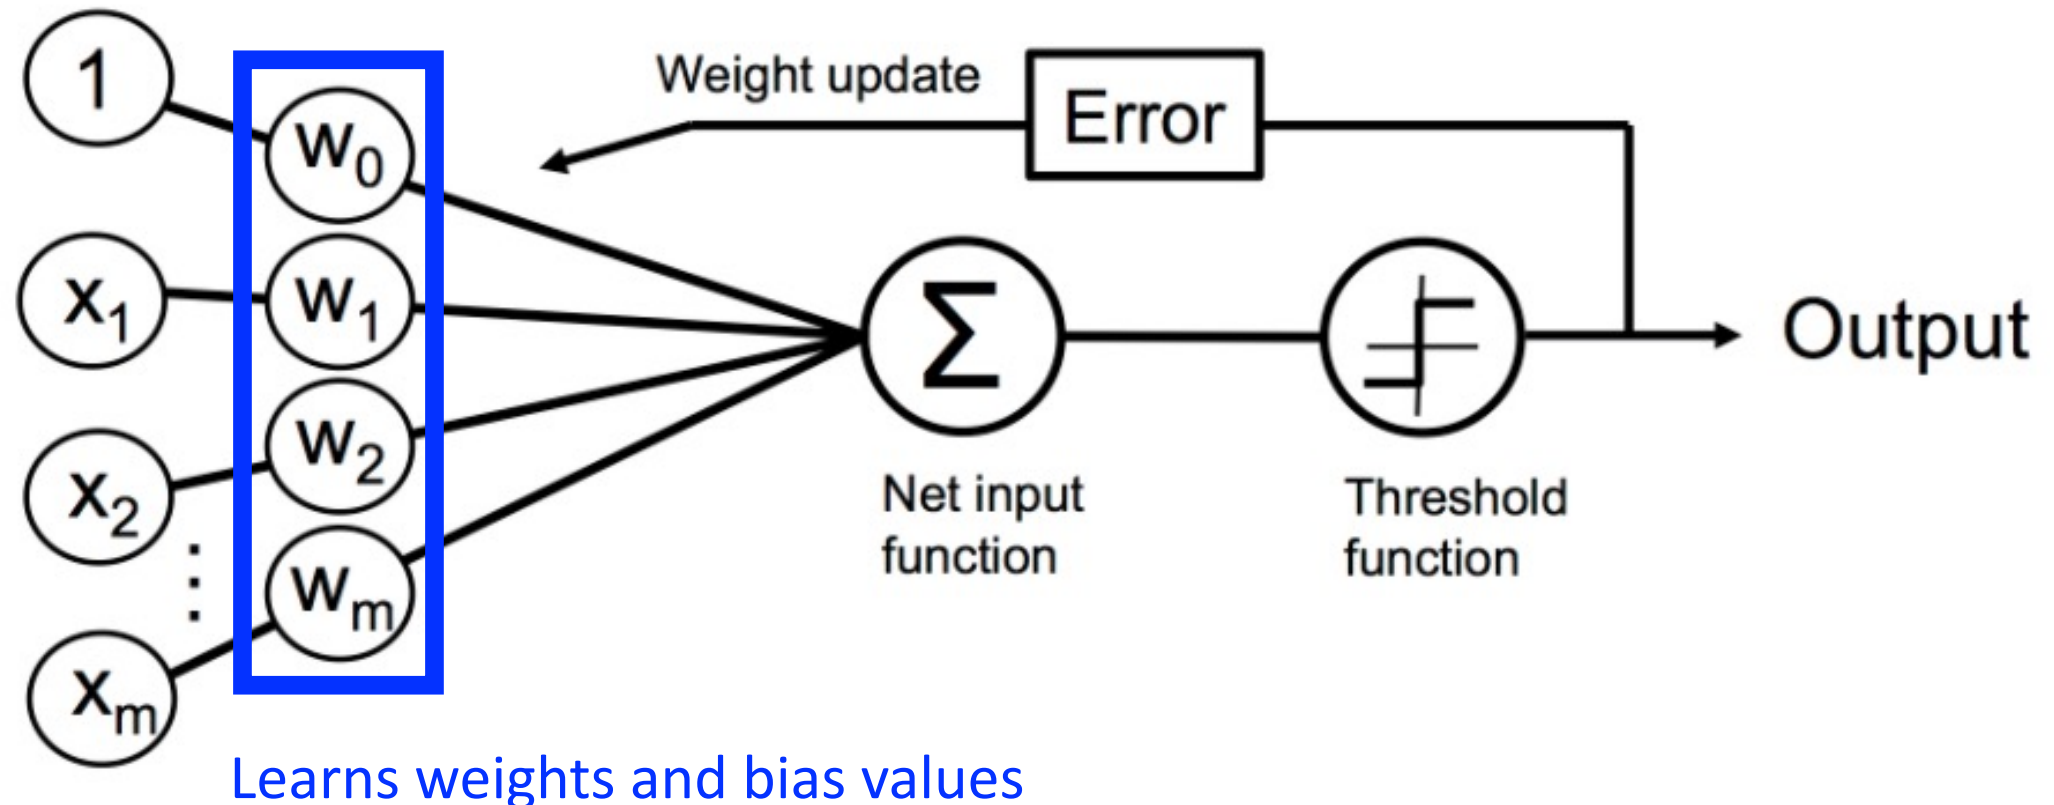 1
x1
x2
⋮
xm
w0
w1
w2
wm
Weight update
Error
Σ
Net input
function
Threshold
function
Output
Learns weights and bias values